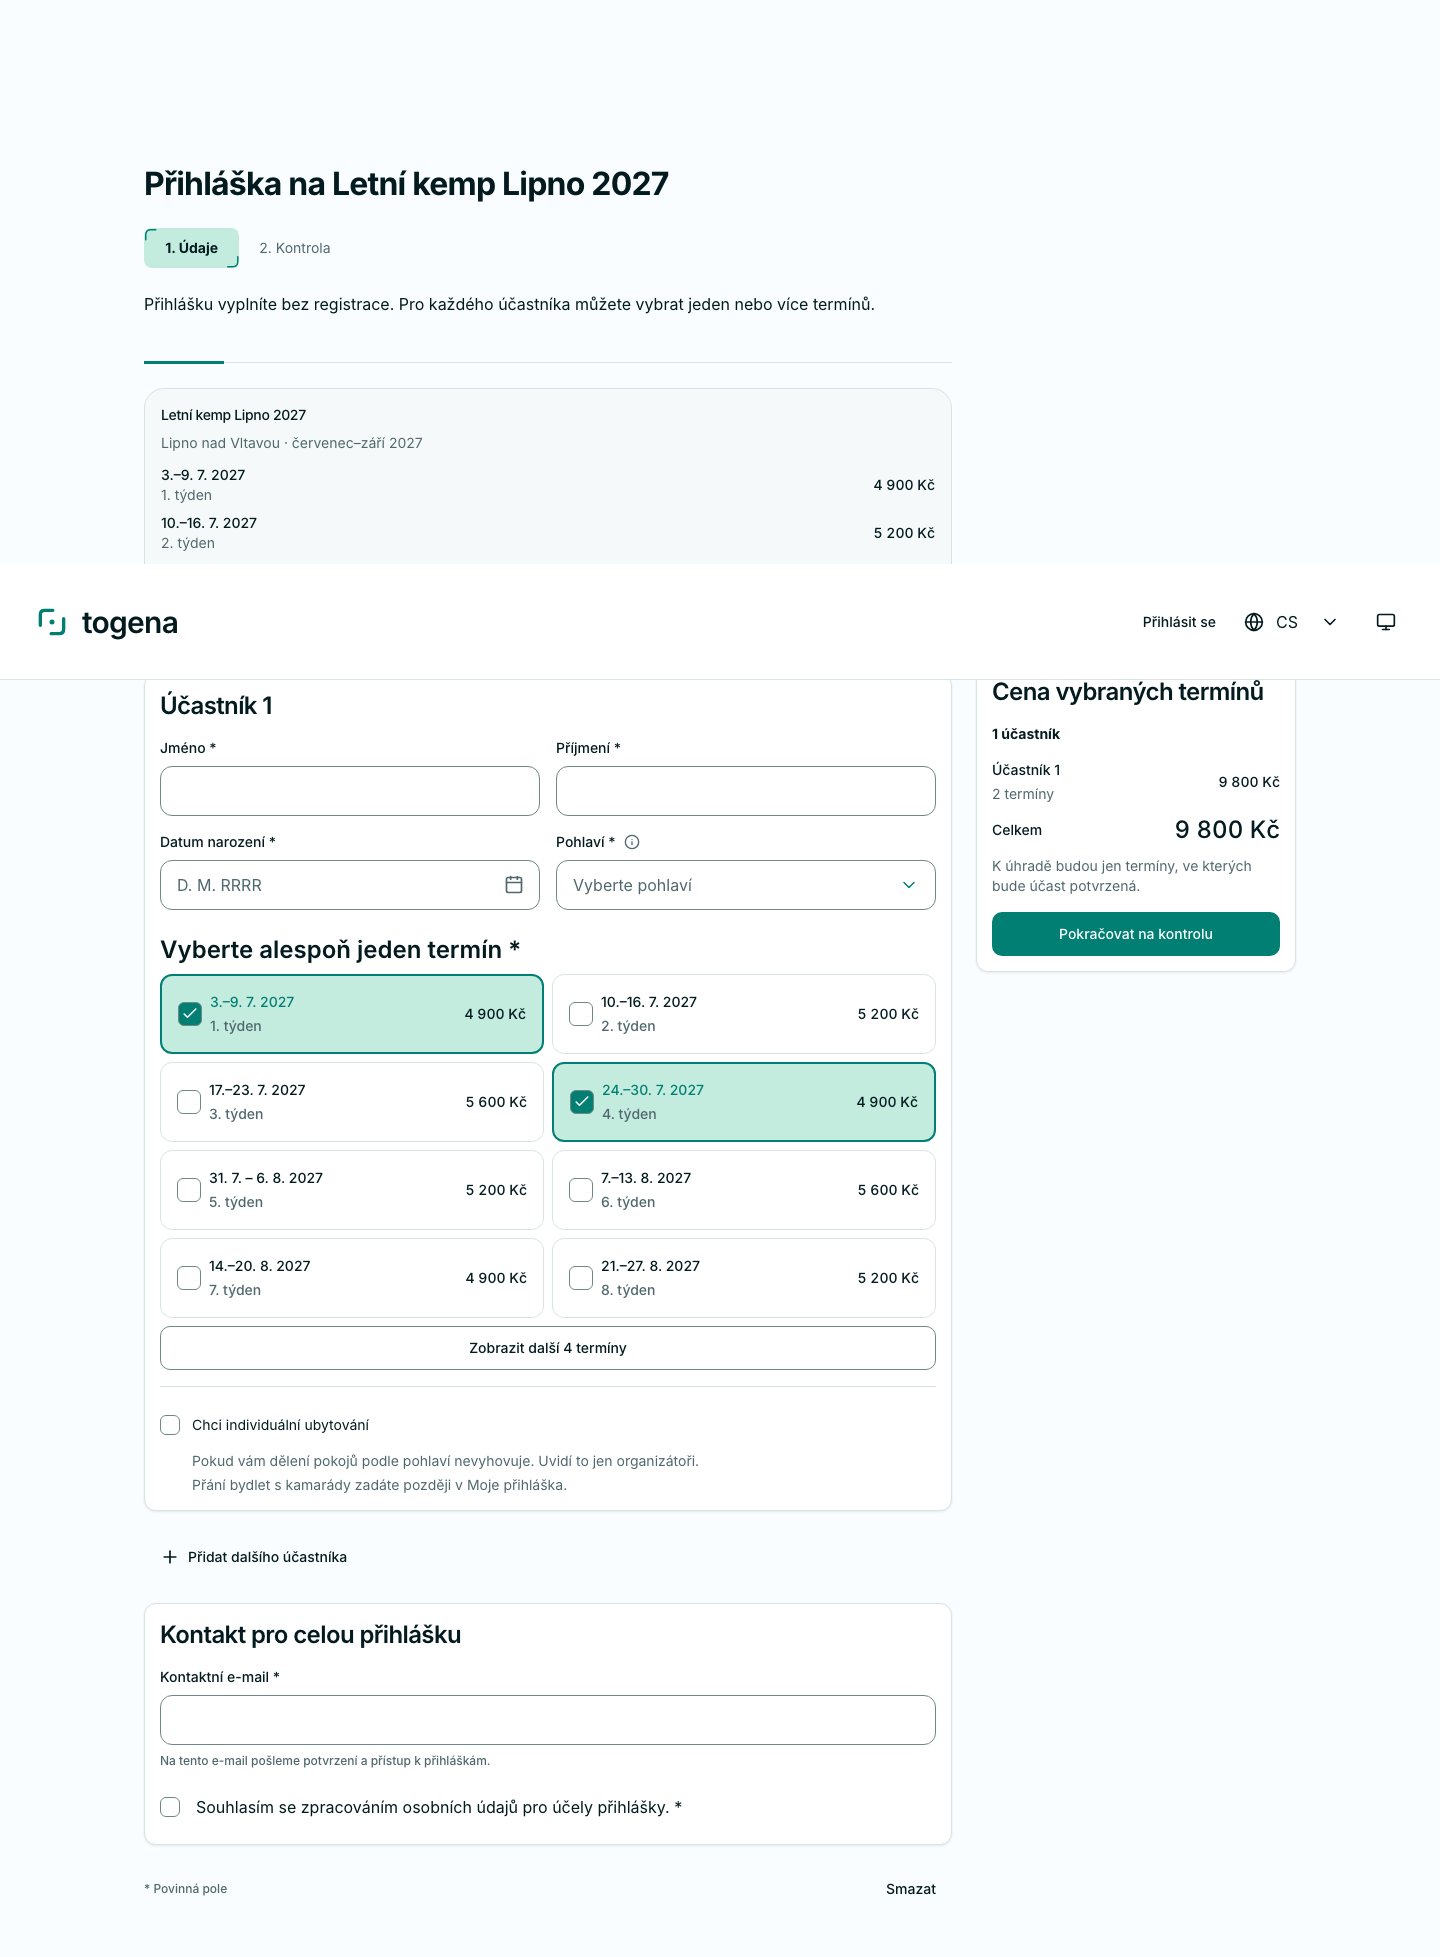 Přihláška na Letní kemp Lipno 2027
1. Údaje
2. Kontrola
Přihlášku vyplníte bez registrace. Pro každého účastníka můžete vybrat jeden nebo více termínů.
Letní kemp Lipno 2027
Lipno nad Vltavou · červenec–září 2027
3.–9. 7. 2027
1. týden
4 900 Kč
10.–16. 7. 2027
2. týden
5 200 Kč
togena
Přihlásit se
CS
Účastník 1
Jméno *
Příjmení *
Datum narození *
D. M. RRRR
Pohlaví *
Vyberte pohlaví
Vyberte alespoň jeden termín *
3.–9. 7. 2027
1. týden
4 900 Kč
10.–16. 7. 2027
2. týden
5 200 Kč
17.–23. 7. 2027
3. týden
5 600 Kč
24.–30. 7. 2027
4. týden
4 900 Kč
31. 7. – 6. 8. 2027
5. týden
5 200 Kč
7.–13. 8. 2027
6. týden
5 600 Kč
14.–20. 8. 2027
7. týden
4 900 Kč
21.–27. 8. 2027
8. týden
5 200 Kč
Zobrazit další 4 termíny
Chci individuální ubytování
Pokud vám dělení pokojů podle pohlaví nevyhovuje. Uvidí to jen organizátoři.
Přání bydlet s kamarády zadáte později v Moje přihláška.
Přidat dalšího účastníka
Kontakt pro celou přihlášku
Kontaktní e-mail *
Na tento e-mail pošleme potvrzení a přístup k přihláškám.
Souhlasím se zpracováním osobních údajů pro účely přihlášky. *
* Povinná pole
Smazat
Cena vybraných termínů
1 účastník
Účastník 1
2 termíny
9 800 Kč
Celkem
9 800 Kč
K úhradě budou jen termíny, ve kterých
bude účast potvrzená.
Pokračovat na kontrolu